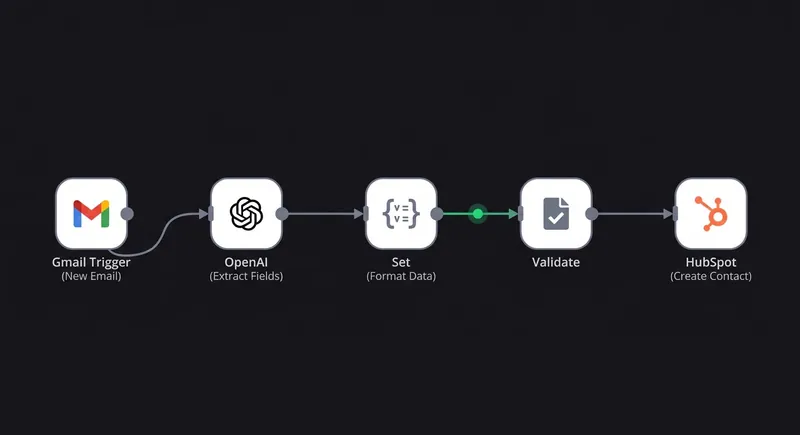 Gmail Trigger
(New Email)
OpenAI
(Extract Fields)
Set
(Format Data)
Validate
HubSpot
(Create Contact)